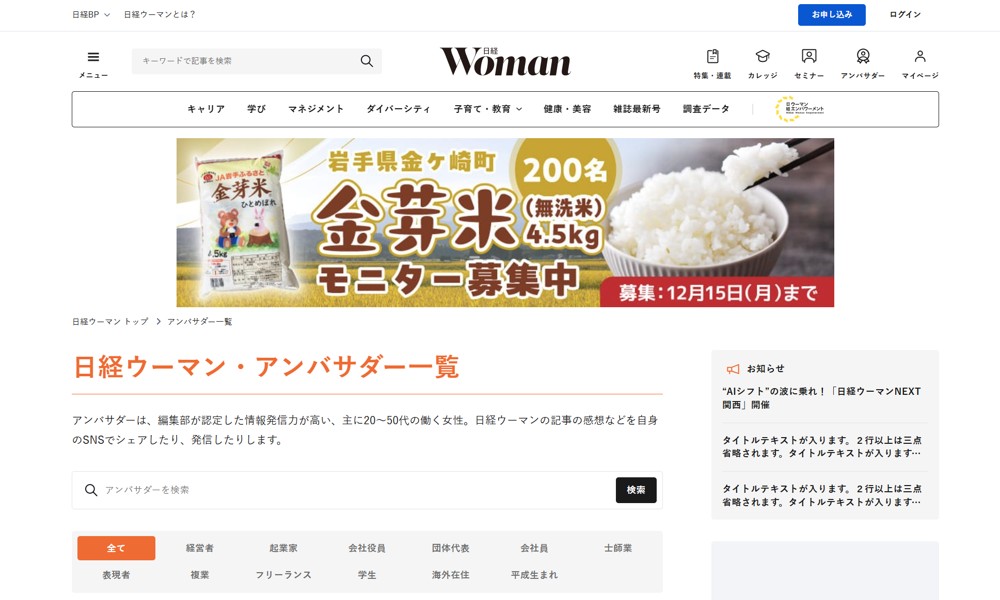 日経BP
日経ウーマンとは？
お申し込み
ログイン
メニュー
キーワードで記事を検索
日経
Woman
特集・連載
カレッジ
セミナー
アンバサダー
マイページ
キャリア
学び
マネジメント
ダイバーシティ
子育て・教育
健康・美容
雑誌最新号
調査データ
日 ウーマン
経 エンパワーメント
Nikkei Woman Empowerment
JA岩手ふるさと
金芽米
ひとめぼれ
4.5kg
岩手県金ヶ崎町
200名
金芽米
(無洗米)
4.5kg
モニター募集中
募集：12月15日(月)まで
日経ウーマン トップ
アンバサダー一覧
日経ウーマン・アンバサダー一覧
アンバサダーは、編集部が認定した情報発信力が高い、主に20〜50代の働く女性。日経ウーマンの記事の感想などを自身
のSNSでシェアしたり、発信したりします。
アンバサダーを検索
検索
全て
経営者
起業家
会社役員
団体代表
会社員
士師業
表現者
複業
フリーランス
学生
海外在住
平成生まれ
お知らせ
“AIシフト”の波に乗れ！「日経ウーマンNEXT
関西」開催
タイトルテキストが入ります。２行以上は三点
省略されます。タイトルテキストが入ります…
タイトルテキストが入ります。２行以上は三点
省略されます。タイトルテキストが入ります…